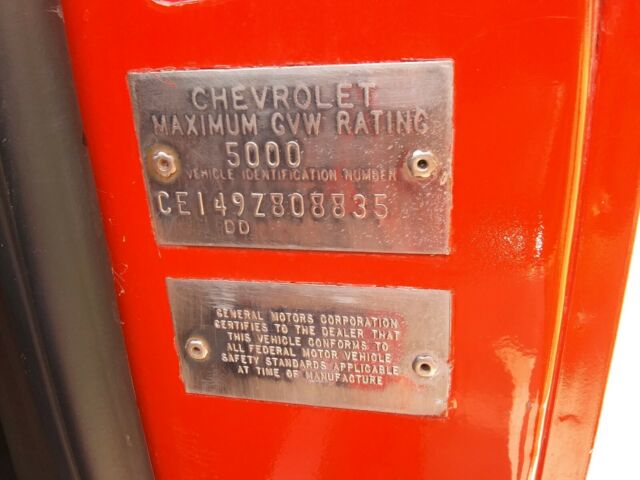 CHEVROLET
MAXIMUM GVW RATING
5000
VEHICLE IDENTIFICATION NUMBER
CE149Z808835
DD
GENERAL MOTORS CORPORATION
CERTIFIES TO THE DEALER THAT
THIS VEHICLE CONFORMS TO
ALL FEDERAL MOTOR VEHICLE
SAFETY STANDARDS APPLICABLE
AT TIME OF MANUFACTURE